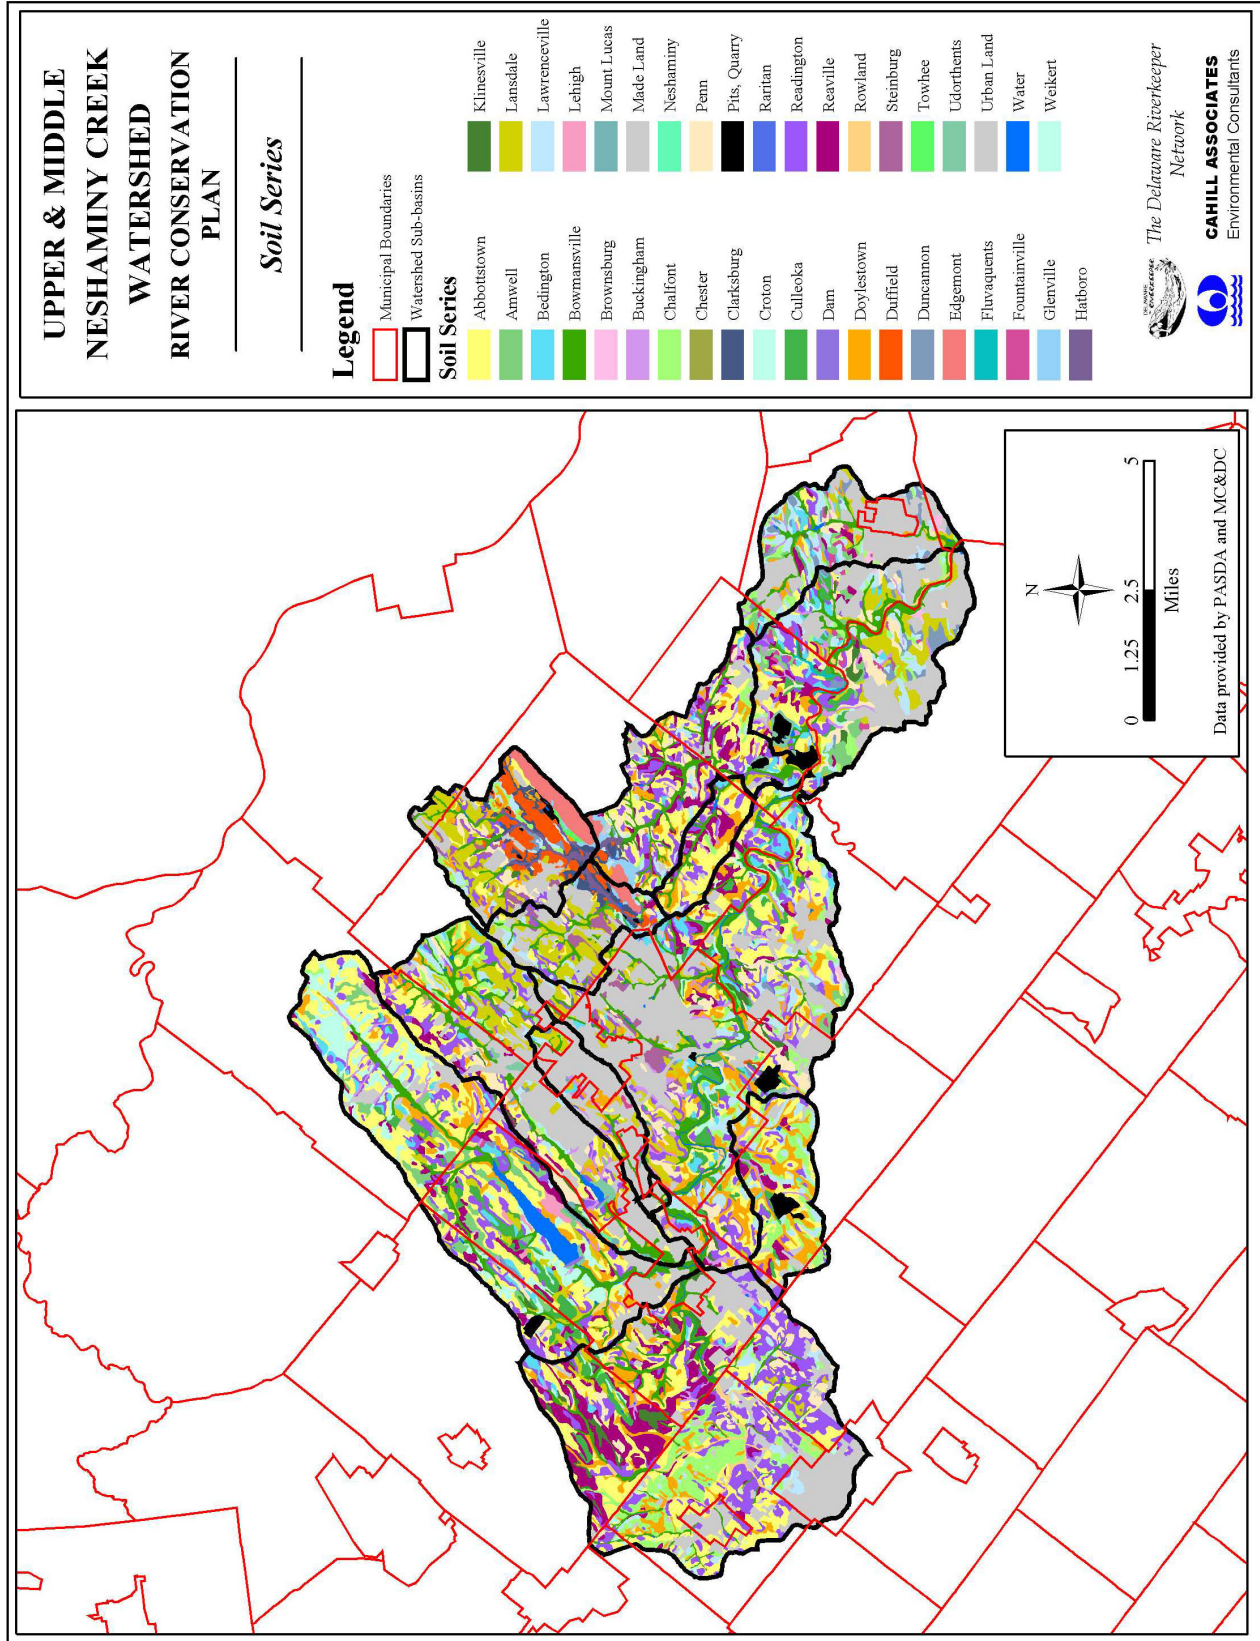 UPPER & MIDDLE
NESHAMINY CREEK
WATERSHED
RIVER CONSERVATION
PLAN
Soil Series
Legend
Municipal Boundaries
Watershed Sub-basins
Soil Series
Abbottstown
Amwell
Bedington
Bowmansville
Brownsburg
Buckingham
Chalfont
Chester
Clarksburg
Croton
Culleoka
Dam
Doylestown
Duffield
Duncannon
Edgemont
Fluvaquents
Fountainville
Glenville
Hatboro
Klinesville
Lansdale
Lawrenceville
Lehigh
Mount Lucas
Made Land
Neshaminy
Penn
Pits, Quarry
Raritan
Readington
Reaville
Rowland
Steinburg
Towhee
Udorthents
Urban Land
Water
Weikert
The Delaware Riverkeeper
Network
CAHILL ASSOCIATES
Environmental Consultants
N
0 1.25 2.5 5
Miles
Data provided by PASDA and MC&DC